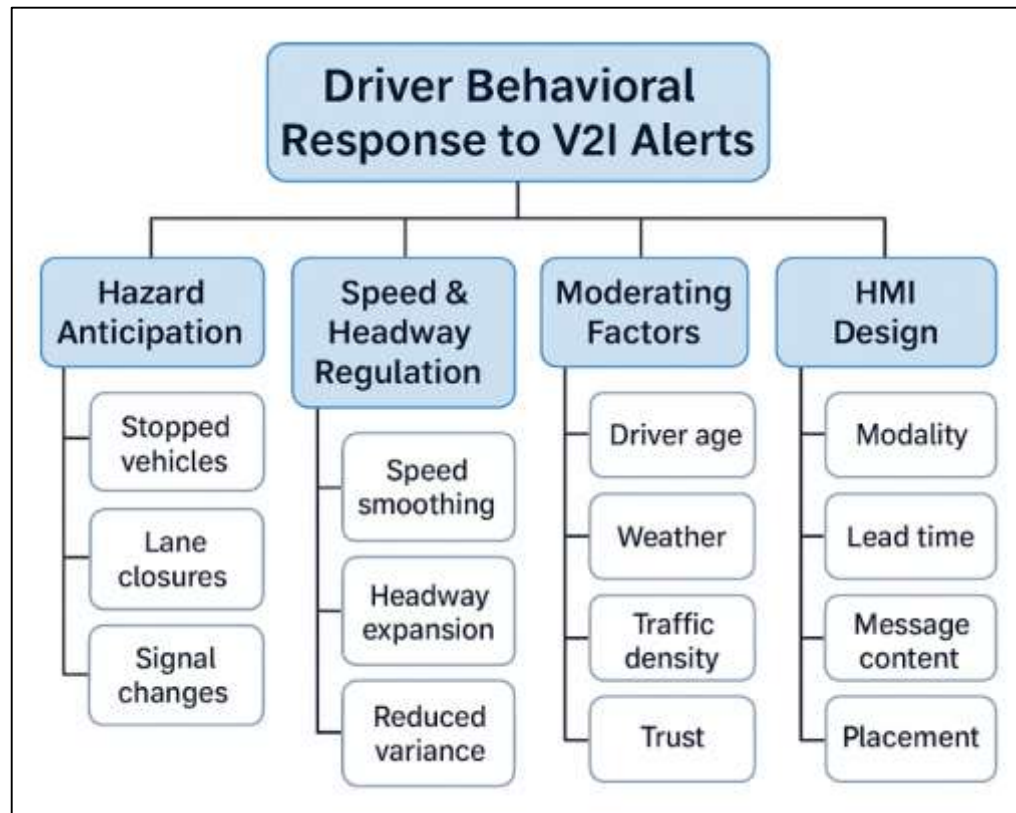 Driver Behavioral
Response to V2I Alerts
Hazard
Anticipation
Stopped
vehicles
Lane
closures
Signal
changes
Speed &
Headway
Regulation
Speed
smoothing
Headway
expansion
Reduced
variance
Moderating
Factors
Driver age
Weather
Traffic
density
Trust
HMI
Design
Modality
Lead time
Message
content
Placement